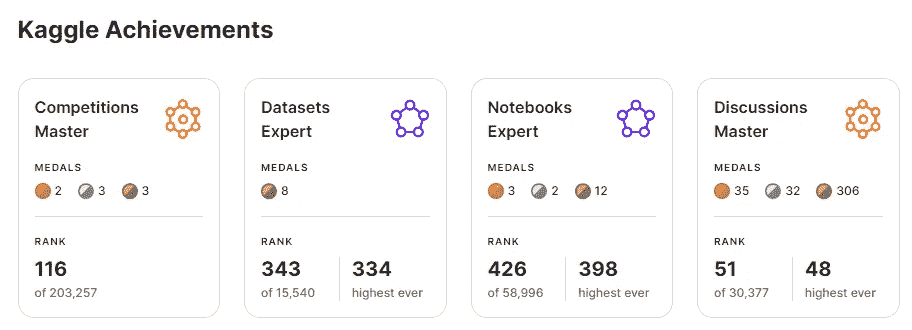 Kaggle Achievements
Competitions
Master
MEDALS
2 3 3
RANK
116
of 203,257
Datasets
Expert
MEDALS
8
RANK
343 334
of 15,540 highest ever
Notebooks
Expert
MEDALS
3 2 12
RANK
426 398
of 58,996 highest ever
Discussions
Master
MEDALS
35 32 306
RANK
51 48
of 30,377 highest ever